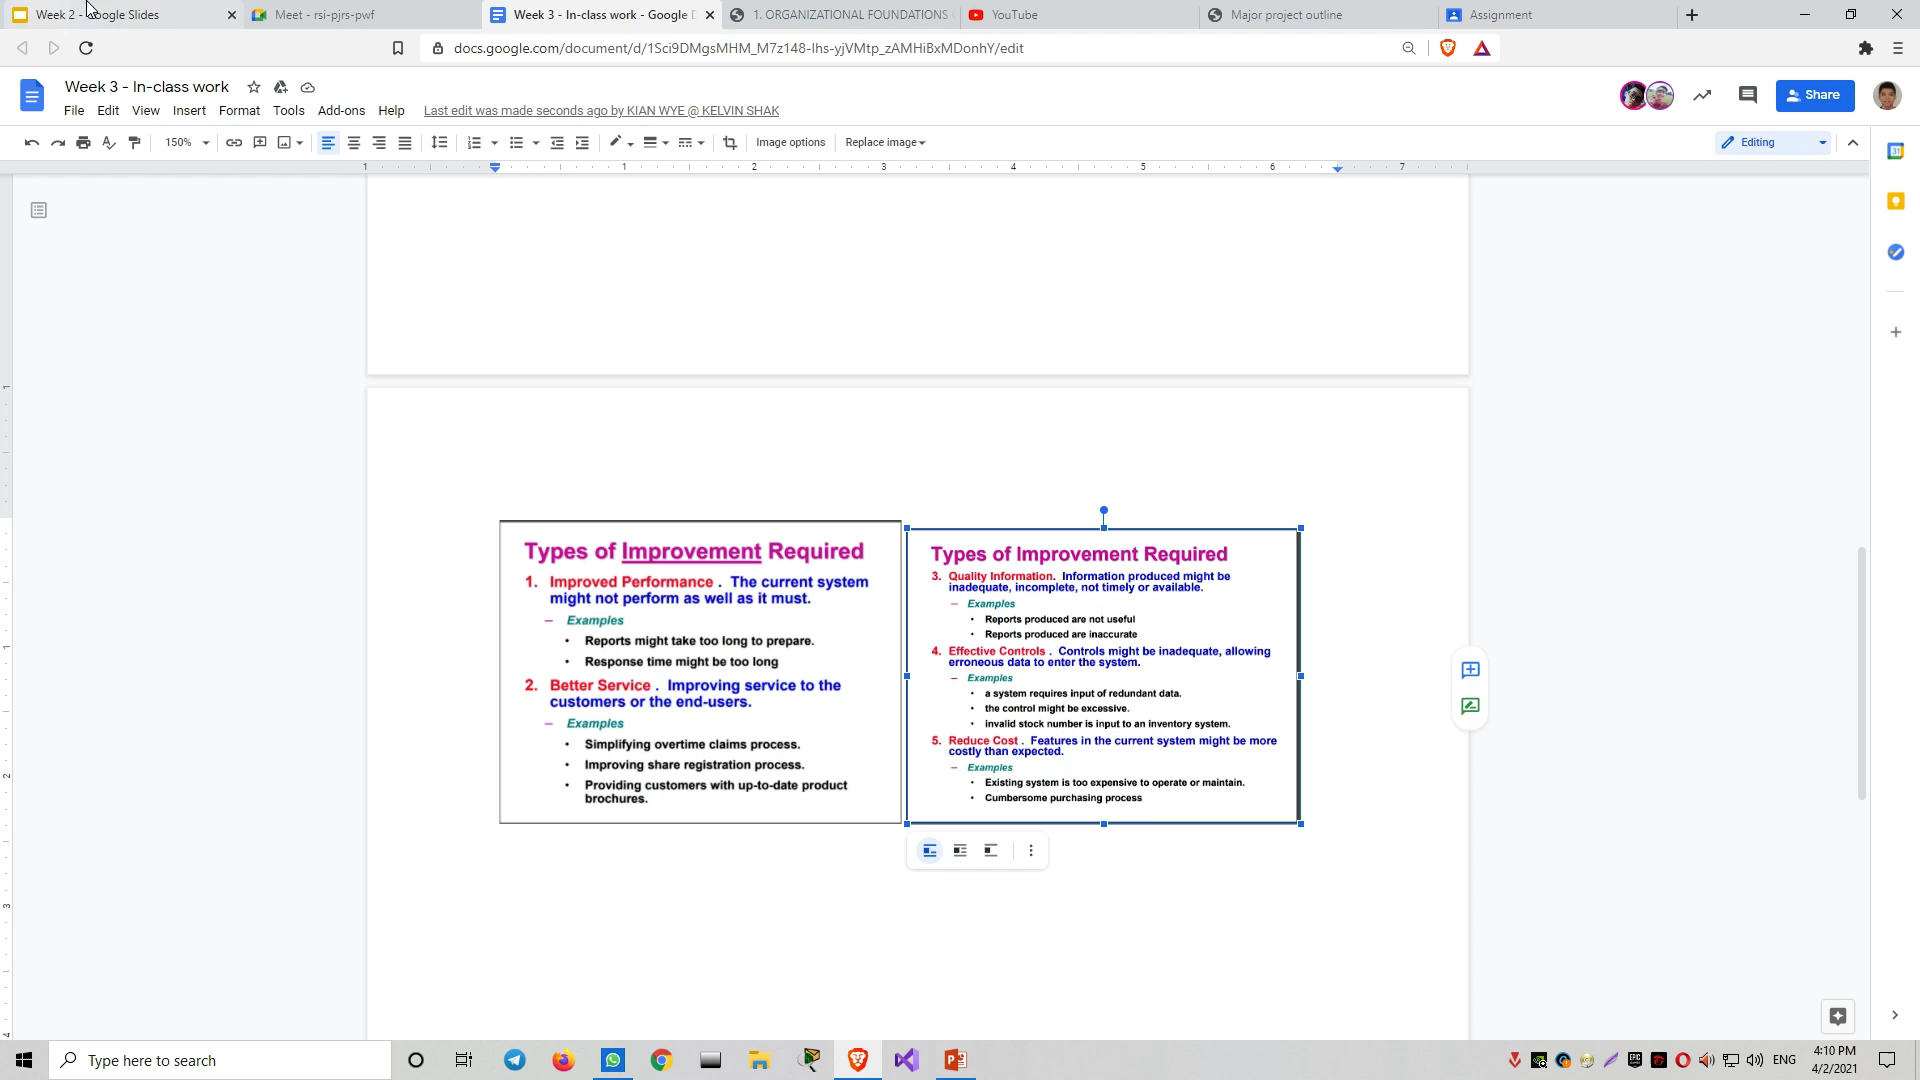 Week 2 - Google Slides
Meet - rsi-pjrs-pwf
Week 3 - In-class work - Google D
1. ORGANIZATIONAL FOUNDATIONS
YouTube
Major project outline
Assignment
docs.google.com/document/d/1Sci9DMgsMHM_M7z148-lhs-yjVMtp_zAMHiBxMDonhY/edit
Week 3 - In-class work
Share
File Edit View Insert Format Tools Add-ons Help Last edit was made seconds ago by KIAN WYE @ KELVIN SHAK
150% Image options Replace image Editing
1 1 2 3 4 5 6 7
Types of Improvement Required
1. Improved Performance . The current system
might not perform as well as it must.
– Examples
• Reports might take too long to prepare.
• Response time might be too long
2. Better Service . Improving service to the
customers or the end-users.
– Examples
• Simplifying overtime claims process.
• Improving share registration process.
• Providing customers with up-to-date product
brochures.
Types of Improvement Required
3. Quality Information. Information produced might be
inadequate, incomplete, not timely or available.
– Examples
• Reports produced are not useful
• Reports produced are inaccurate
4. Effective Controls . Controls might be inadequate, allowing
erroneous data to enter the system.
– Examples
• a system requires input of redundant data.
• the control might be excessive.
• invalid stock number is input to an inventory system.
5. Reduce Cost . Features in the current system might be more
costly than expected.
– Examples
• Existing system is too expensive to operate or maintain.
• Cumbersome purchasing process
Type here to search
ENG
4:10 PM
4/2/2021